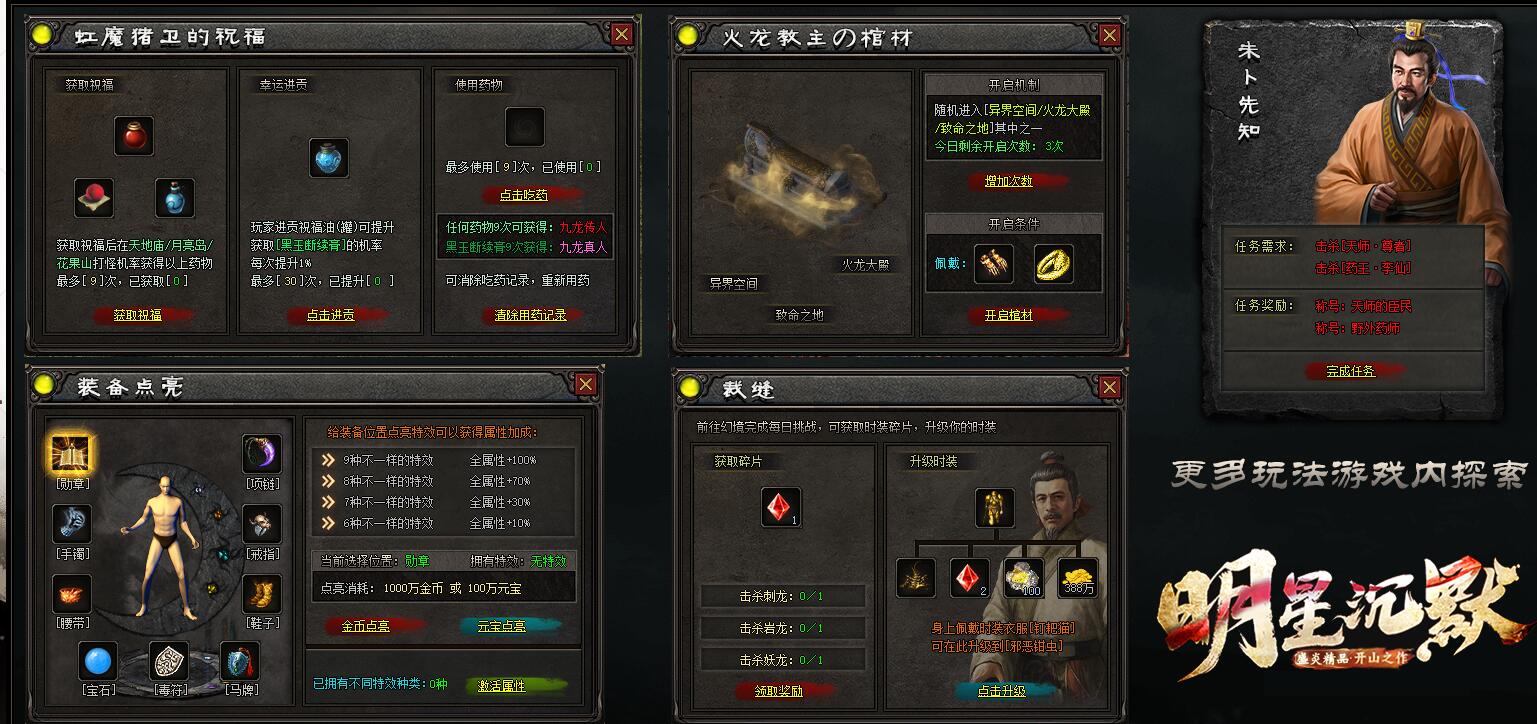 虹魔猪卫的祝福
获取祝福
获取祝福后在天地庙/月亮岛/
花果山打怪机率获得以上药物
最多[ 9 ]次，已获取[ 0 ]
获取祝福
幸运进贡
玩家进贡祝福油(罐)可提升
获取[黑玉断续膏]的机率
每次提升1%
最多[ 30 ]次，已提升[ 0 ]
点击进贡
使用药物
最多使用[ 9 ]次，已使用[ 0 ]
点击吃药
任何药物9次可获得：九龙传人
黑玉断续膏9次获得：九龙真人
可消除吃药记录，重新用药
清除用药记录
火龙教主の棺材
异界空间
火龙大殿
致命之地
开启机制
随机进入[异界空间/火龙大殿
/致命之地]其中之一
今日剩余开启次数：3次
增加次数
开启条件
佩戴：
开启棺材
未卜先知
任务需求：
击杀[天师·尊者]
击杀[药王·李仙]
任务奖励：
称号：天师的臣民
称号：野外药师
完成任务
装备点亮
[勋章]
[项链]
[手镯]
[戒指]
[腰带]
[鞋子]
[宝石]
[毒符]
[马牌]
给装备位置点亮特效可以获得属性加成：
9种不一样的特效 全属性+100%
8种不一样的特效 全属性+70%
7种不一样的特效 全属性+30%
6种不一样的特效 全属性+10%
当前选择位置：勋章 拥有特效：无特效
点亮消耗：1000万金币 或 100万元宝
金币点亮
元宝点亮
已拥有不同特效种类：0种
激活属性
裁缝
前往幻境完成每日挑战，可获取时装碎片，升级你的时装
获取碎片
1
击杀刺龙：0/1
击杀岩龙：0/1
击杀妖龙：0/1
领取奖励
升级时装
2
100
388万
身上佩戴时装衣服[钉耙猫]
可在此升级到[邪恶钳虫]
点击升级
更多玩法游戏内探索
明星沉默
鏖炎精品·开山之作